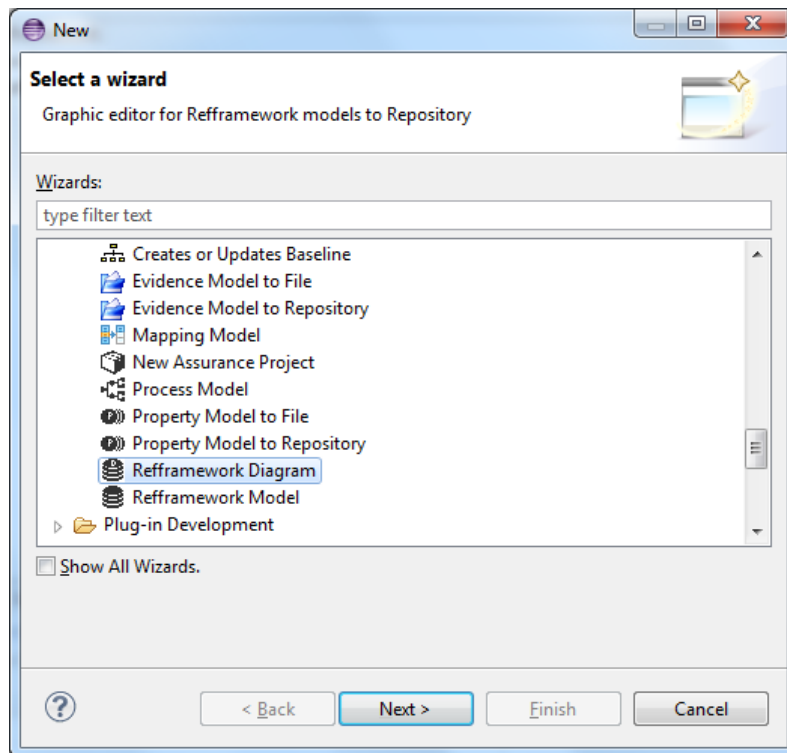 New
Select a wizard
Graphic editor for Refframework models to Repository
Wizards:
type filter text
Creates or Updates Baseline
Evidence Model to File
Evidence Model to Repository
Mapping Model
New Assurance Project
Process Model
Property Model to File
Property Model to Repository
Refframework Diagram
Refframework Model
Plug-in Development
Show All Wizards.
? < Back Next > Finish Cancel